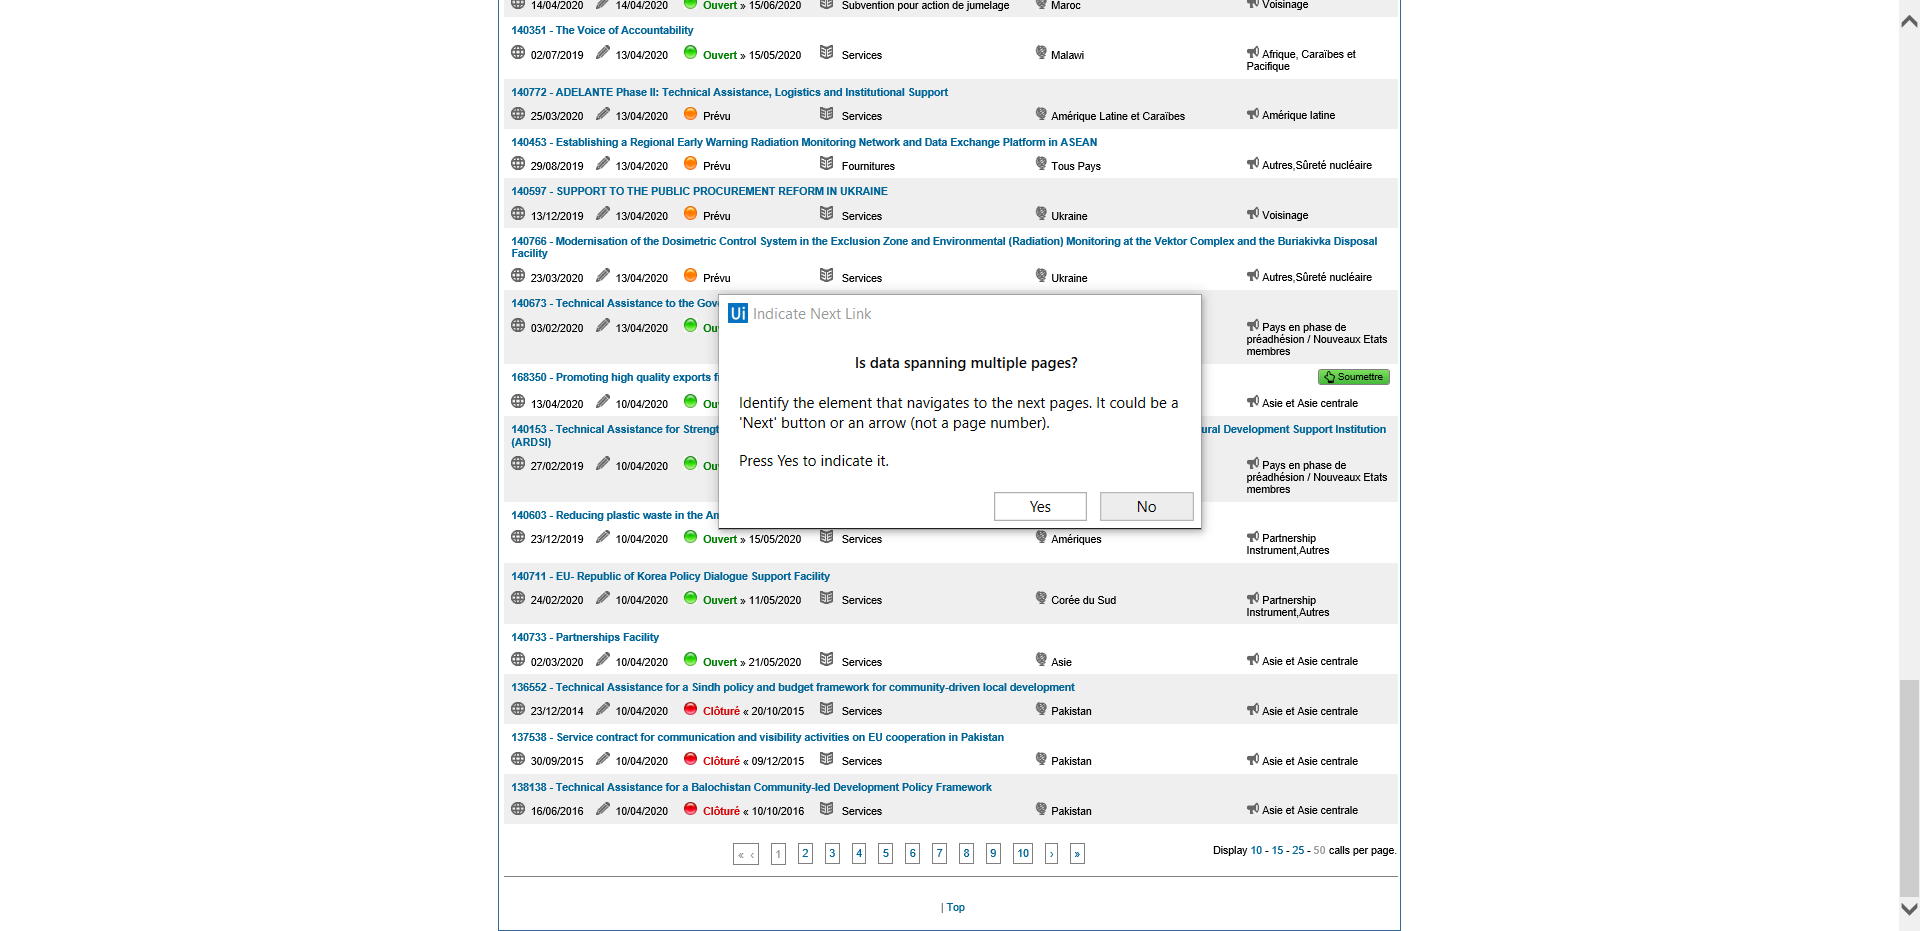 14/04/2020 14/04/2020 Ouvert » 15/06/2020 Subvention pour action de jumelage Maroc Voisinage
140351 - The Voice of Accountability
02/07/2019 13/04/2020 Ouvert » 15/05/2020 Services Malawi Afrique, Caraïbes et
Pacifique
140772 - ADELANTE Phase II: Technical Assistance, Logistics and Institutional Support
25/03/2020 13/04/2020 Prévu Services Amérique Latine et Caraïbes Amérique latine
140453 - Establishing a Regional Early Warning Radiation Monitoring Network and Data Exchange Platform in ASEAN
29/08/2019 13/04/2020 Prévu Fournitures Tous Pays Autres,Sûreté nucléaire
140597 - SUPPORT TO THE PUBLIC PROCUREMENT REFORM IN UKRAINE
13/12/2019 13/04/2020 Prévu Services Ukraine Voisinage
140766 - Modernisation of the Dosimetric Control System in the Exclusion Zone and Environmental (Radiation) Monitoring at the Vektor Complex and the Buriakivka Disposal
Facility
23/03/2020 13/04/2020 Prévu Services Ukraine Autres,Sûreté nucléaire
140673 - Technical Assistance to the Gov
03/02/2020 13/04/2020 Ou Pays en phase de
préadhésion / Nouveaux Etats
membres
168350 - Promoting high quality exports f Soumettre
13/04/2020 10/04/2020 Ou Asie et Asie centrale
140153 - Technical Assistance for Streng ural Development Support Institution
(ARDSI)
27/02/2019 10/04/2020 Ou Pays en phase de
préadhésion / Nouveaux Etats
membres
Ui Indicate Next Link
Is data spanning multiple pages?
Identify the element that navigates to the next pages. It could be a
'Next' button or an arrow (not a page number).
Press Yes to indicate it.
Yes No
140603 - Reducing plastic waste in the Am
23/12/2019 10/04/2020 Ouvert » 15/05/2020 Services Amériques Partnership
Instrument,Autres
140711 - EU- Republic of Korea Policy Dialogue Support Facility
24/02/2020 10/04/2020 Ouvert » 11/05/2020 Services Corée du Sud Partnership
Instrument,Autres
140733 - Partnerships Facility
02/03/2020 10/04/2020 Ouvert » 21/05/2020 Services Asie Asie et Asie centrale
136552 - Technical Assistance for a Sindh policy and budget framework for community-driven local development
23/12/2014 10/04/2020 Clôturé « 20/10/2015 Services Pakistan Asie et Asie centrale
137538 - Service contract for communication and visibility activities on EU cooperation in Pakistan
30/09/2015 10/04/2020 Clôturé « 09/12/2015 Services Pakistan Asie et Asie centrale
138138 - Technical Assistance for a Balochistan Community-led Development Policy Framework
16/06/2016 10/04/2020 Clôturé « 10/10/2016 Services Pakistan Asie et Asie centrale
« ‹ 1 2 3 4 5 6 7 8 9 10 › » Display 10 - 15 - 25 - 50 calls per page.
| Top